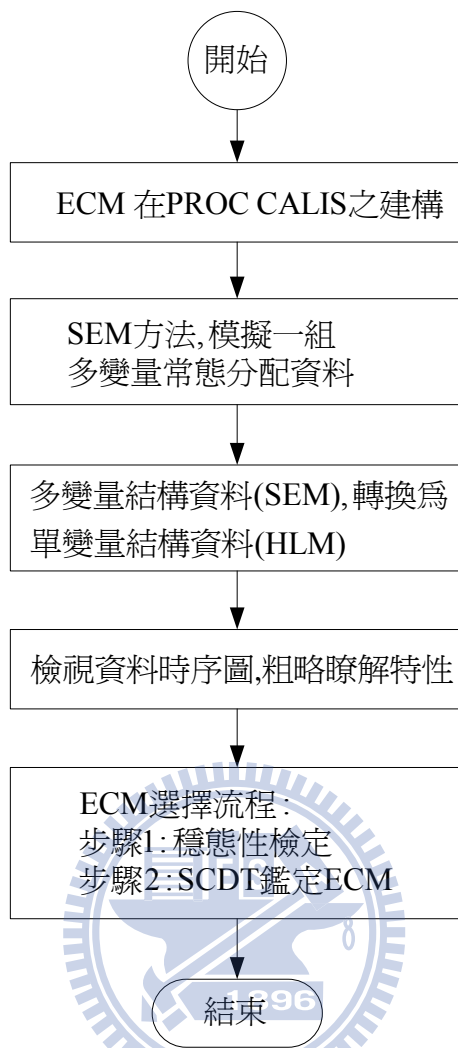 開始
ECM 在PROC CALIS之建構
SEM方法,模擬一組
多變量常態分配資料
多變量結構資料(SEM),轉換爲
單變量結構資料(HLM)
檢視資料時序圖,粗略瞭解特性
ECM選擇流程:
步驟1:穩態性檢定
步驟2:SCDT鑑定ECM
1896
結束